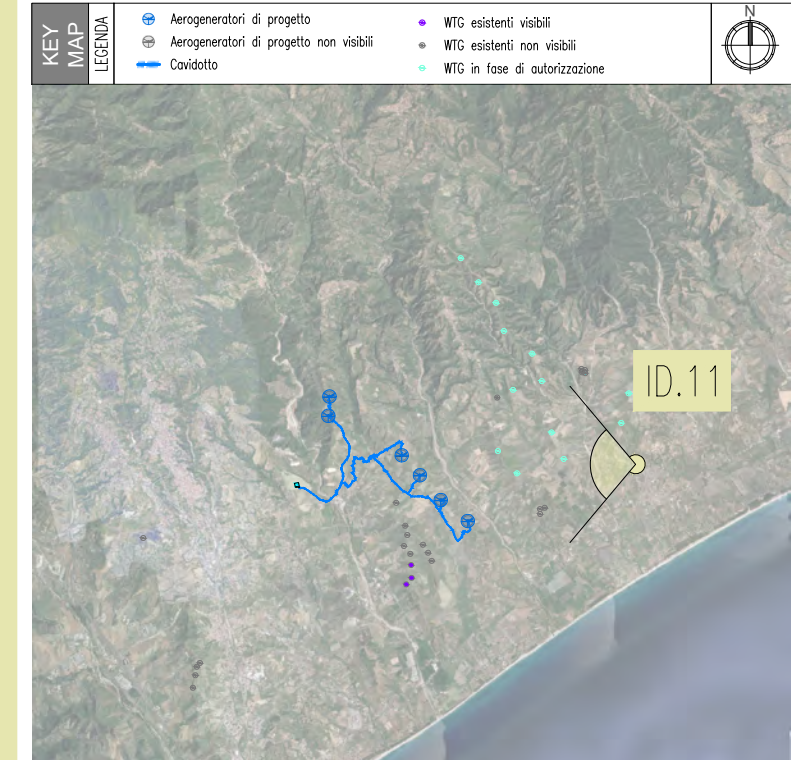 KEY MAP
LEGENDA
Aerogeneratori di progetto
Aerogeneratori di progetto non visibili
Cavidotto
WTG esistenti visibili
WTG esistenti non visibili
WTG in fase di autorizzazione
N
ID.11